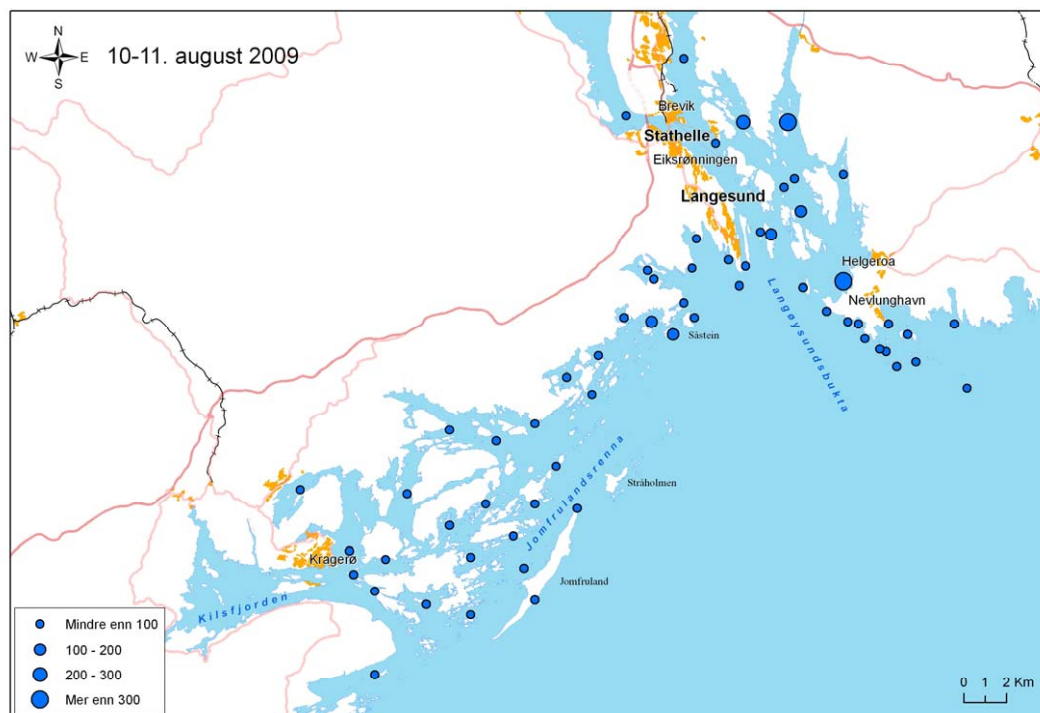 N
W E
S
10-11. august 2009
Brevik
Stathelle
Eiksrønningen
Langesund
Helgeroa
Nevlunghavn
Langøysundsbukta
Såstein
Jomfrulandsrenna
Stråholmen
Jomfruland
Kragerø
Kilsfjorden
Mindre enn 100
100 - 200
200 - 300
Mer enn 300
0 1 2 Km